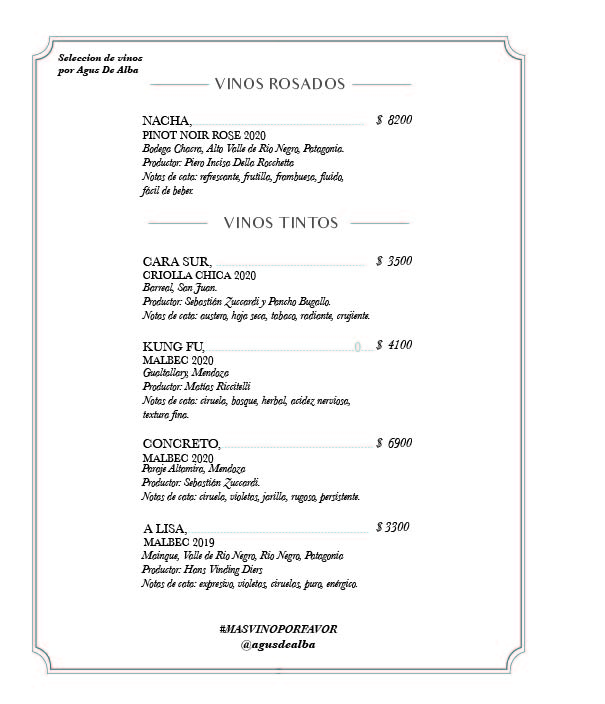 Seleccion de vinos
por Agus De Alba
VINOS ROSADOS
NACHA, $ 8200
PINOT NOIR ROSE 2020
Bodega Chacra, Alto Valle de Río Negro, Patagonia.
Productor: Piero Incisa Della Rocchetta
Notas de cata: refrescante, frutilla, frambuesa, fluido,
fácil de beber.
VINOS TINTOS
CARA SUR, $ 3500
CRIOLLA CHICA 2020
Barreal, San Juan.
Productor: Sebastián Zuccardi y Pancho Bugallo.
Notas de cata: austero, hoja seca, tabaco, radiante, crujiente.
KUNG FU, 0 $ 4100
MALBEC 2020
Gualtallary, Mendoza
Productor: Matías Riccitelli
Notas de cata: ciruela, bosque, herbal, acidez nerviosa,
textura fina.
CONCRETO, $ 6900
MALBEC 2020
Paraje Altamira, Mendoza
Productor: Sebastián Zuccardi.
Notas de cata: ciruela, violetas, jarilla, rugoso, persistente.
A LISA, $ 3300
MALBEC 2019
Mainque, Valle de Rio Negro, Rio Negro, Patagonia
Productor: Hans Vinding Diers
Notas de cata: expresivo, violetas, ciruelas, puro, enérgico.
#MASVINOPORFAVOR
@agusdealba